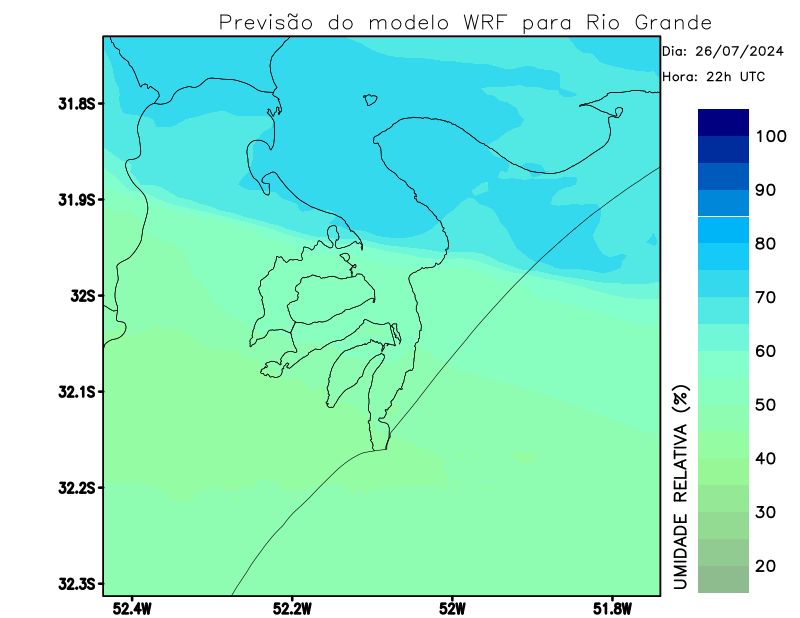 Previsão do modelo WRF para Rio Grande
Dia: 26/07/2024
Hora: 22h UTC
31.8S
31.9S
32S
32.1S
32.2S
32.3S
52.4W
52.2W
52W
51.8W
UMIDADE RELATIVA (%)
100
90
80
70
60
50
40
30
20